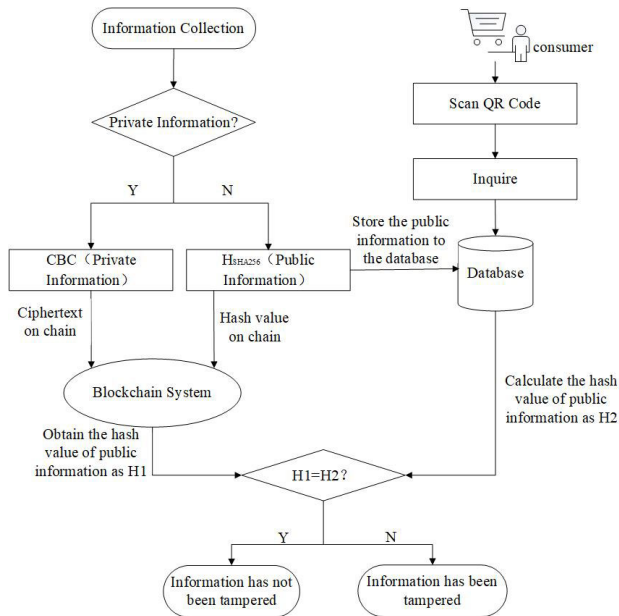 Information Collection
consumer
Private Information?
Scan QR Code
Inquire
Y
N
Store the public
information to
the database
CBC（Private
Information）
HSHA256（Public
Information）
Database
Ciphertext
on chain
Hash value
on chain
Blockchain System
Calculate the hash
value of public
information as H2
Obtain the hash
value of public
information as H1
H1=H2?
Y
N
Information has not
been tampered
Information has been
tampered